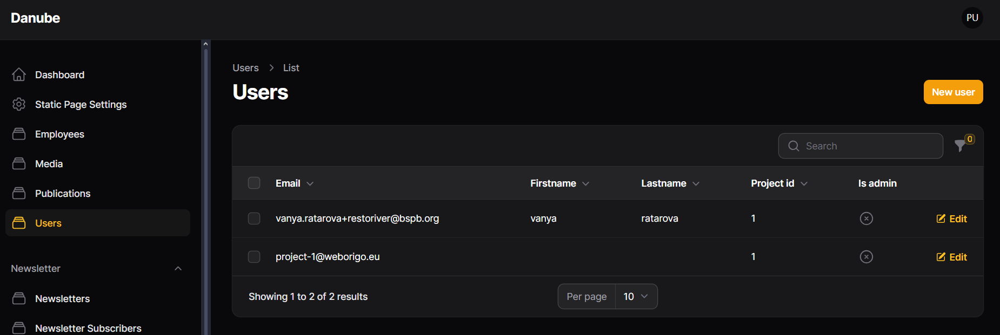 Danube
PU
Dashboard
Static Page Settings
Employees
Media
Publications
Users
Newsletter
Newsletters
Newsletter Subscribers
Users > List
Users
New user
Search
0
Email Firstname Lastname Project id Is admin
vanya.ratarova+restoriver@bspb.org vanya ratarova 1 Edit
project-1@weborigo.eu 1 Edit
Showing 1 to 2 of 2 results Per page 10